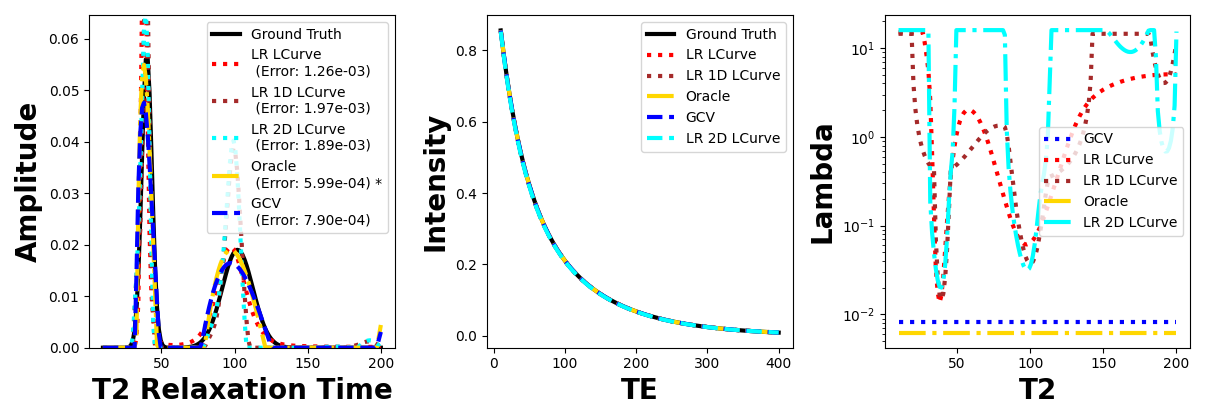 0.06
0.05
0.04
0.03
0.02
0.01
0.00
50
100
150
200
Amplitude
T2 Relaxation Time
Ground Truth
LR LCurve
(Error: 1.26e-03)
LR 1D LCurve
(Error: 1.97e-03)
LR 2D LCurve
(Error: 1.89e-03)
Oracle
(Error: 5.99e-04) *
GCV
(Error: 7.90e-04)
0.8
0.6
0.4
0.2
0.0
0
100
200
300
400
Intensity
TE
Ground Truth
LR LCurve
LR 1D LCurve
Oracle
GCV
LR 2D LCurve
10¹
10⁰
10⁻¹
10⁻²
50
100
150
200
Lambda
T2
GCV
LR LCurve
LR 1D LCurve
Oracle
LR 2D LCurve